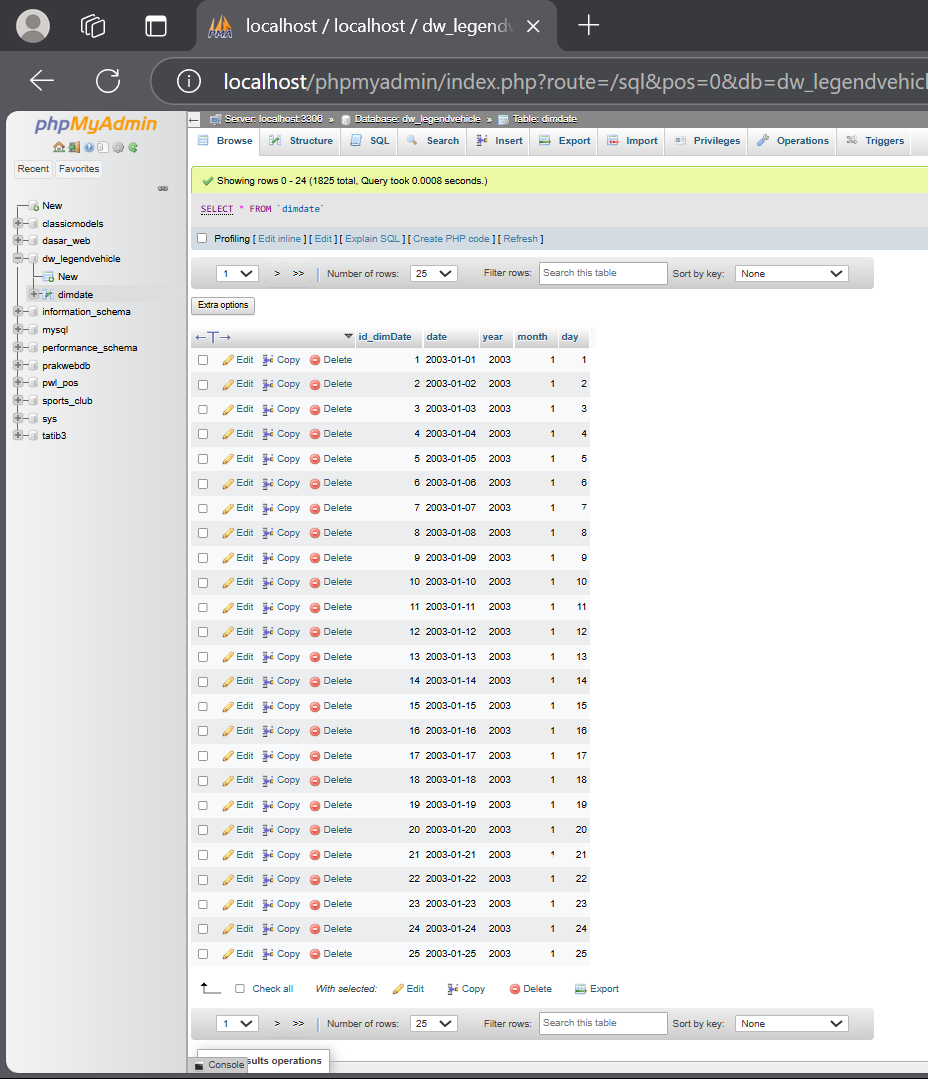 localhost / localhost / dw_legendv
localhost/phpmyadmin/index.php?route=/sql&pos=0&db=dw_legendvehicl
phpMyAdmin
Recent Favorites
New
classicmodels
dasar_web
dw_legendvehicle
New
dimdate
information_schema
mysql
performance_schema
prakwebdb
pwl_pos
sports_club
sys
tatib3
Server: localhost:3306 » Database: dw_legendvehicle » Table: dimdate
Browse Structure SQL Search Insert Export Import Privileges Operations Triggers
Showing rows 0 - 24 (1825 total, Query took 0.0008 seconds.)
SELECT * FROM `dimdate`
Profiling [ Edit inline ] [ Edit ] [ Explain SQL ] [ Create PHP code ] [ Refresh ]
1 > >> | Number of rows: 25 Filter rows: Search this table Sort by key: None
Extra options
←T→ id_dimDate date year month day
Edit Copy Delete 1 2003-01-01 2003 1 1
Edit Copy Delete 2 2003-01-02 2003 1 2
Edit Copy Delete 3 2003-01-03 2003 1 3
Edit Copy Delete 4 2003-01-04 2003 1 4
Edit Copy Delete 5 2003-01-05 2003 1 5
Edit Copy Delete 6 2003-01-06 2003 1 6
Edit Copy Delete 7 2003-01-07 2003 1 7
Edit Copy Delete 8 2003-01-08 2003 1 8
Edit Copy Delete 9 2003-01-09 2003 1 9
Edit Copy Delete 10 2003-01-10 2003 1 10
Edit Copy Delete 11 2003-01-11 2003 1 11
Edit Copy Delete 12 2003-01-12 2003 1 12
Edit Copy Delete 13 2003-01-13 2003 1 13
Edit Copy Delete 14 2003-01-14 2003 1 14
Edit Copy Delete 15 2003-01-15 2003 1 15
Edit Copy Delete 16 2003-01-16 2003 1 16
Edit Copy Delete 17 2003-01-17 2003 1 17
Edit Copy Delete 18 2003-01-18 2003 1 18
Edit Copy Delete 19 2003-01-19 2003 1 19
Edit Copy Delete 20 2003-01-20 2003 1 20
Edit Copy Delete 21 2003-01-21 2003 1 21
Edit Copy Delete 22 2003-01-22 2003 1 22
Edit Copy Delete 23 2003-01-23 2003 1 23
Edit Copy Delete 24 2003-01-24 2003 1 24
Edit Copy Delete 25 2003-01-25 2003 1 25
Check all With selected: Edit Copy Delete Export
1 > >> | Number of rows: 25 Filter rows: Search this table Sort by key: None
Console sults operations